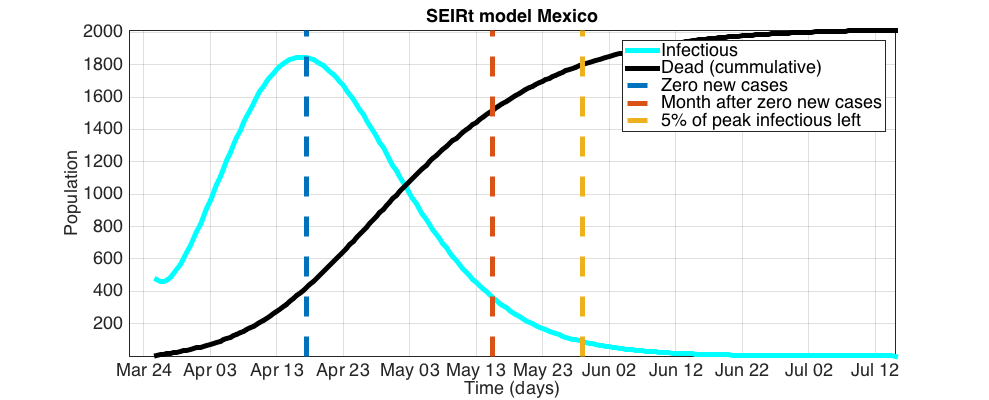 SEIRt model Mexico
2000
1800
1600
1400
1200
1000
800
600
400
200
Population
Infectious
Dead (cummulative)
Zero new cases
Month after zero new cases
5% of peak infectious left
Mar 24 Apr 03 Apr 13 Apr 23 May 03 May 13 May 23 Jun 02 Jun 12 Jun 22 Jul 02 Jul 12
Time (days)